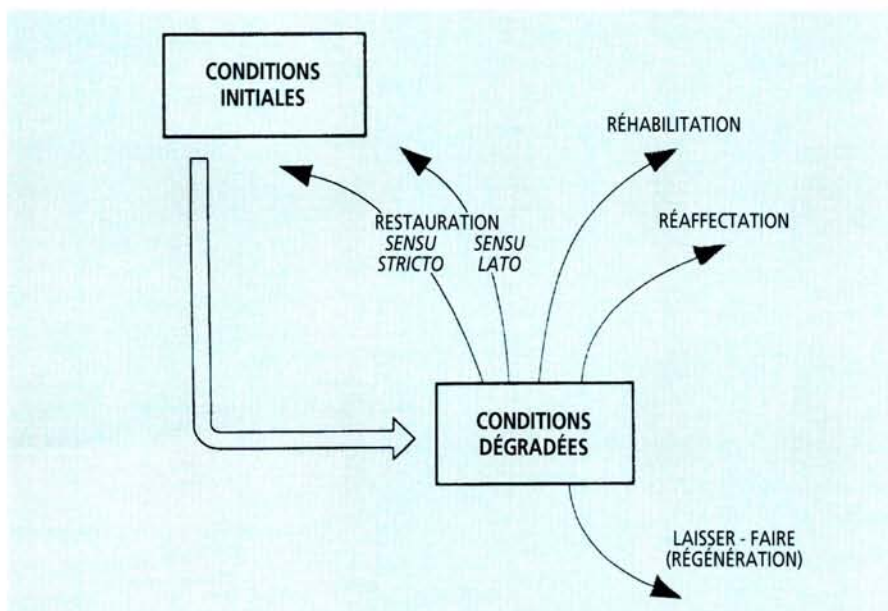 CONDITIONS
INITIALES
RÉHABILITATION
RESTAURATION
SENSU
STRICTO
SENSU
LATO
RÉAFFECTATION
CONDITIONS
DÉGRADÉES
LAISSER - FAIRE
(RÉGÉNÉRATION)